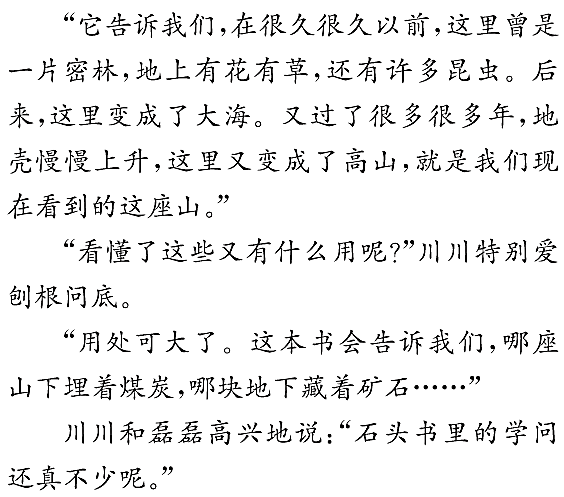 “它告诉我们,在很久很久以前,这里曾是
一片密林,地上有花有草,还有许多昆虫。后
来,这里变成了大海。又过了很多很多年,地
壳慢慢上升,这里又变成了高山,就是我们现
在看到的这座山。”
“看懂了这些又有什么用呢?”川川特别爱
刨根问底。
“用处可大了。这本书会告诉我们,哪座
山下埋着煤炭,哪块地下藏着矿石……”
川川和磊磊高兴地说:“石头书里的学问
还真不少呢。”